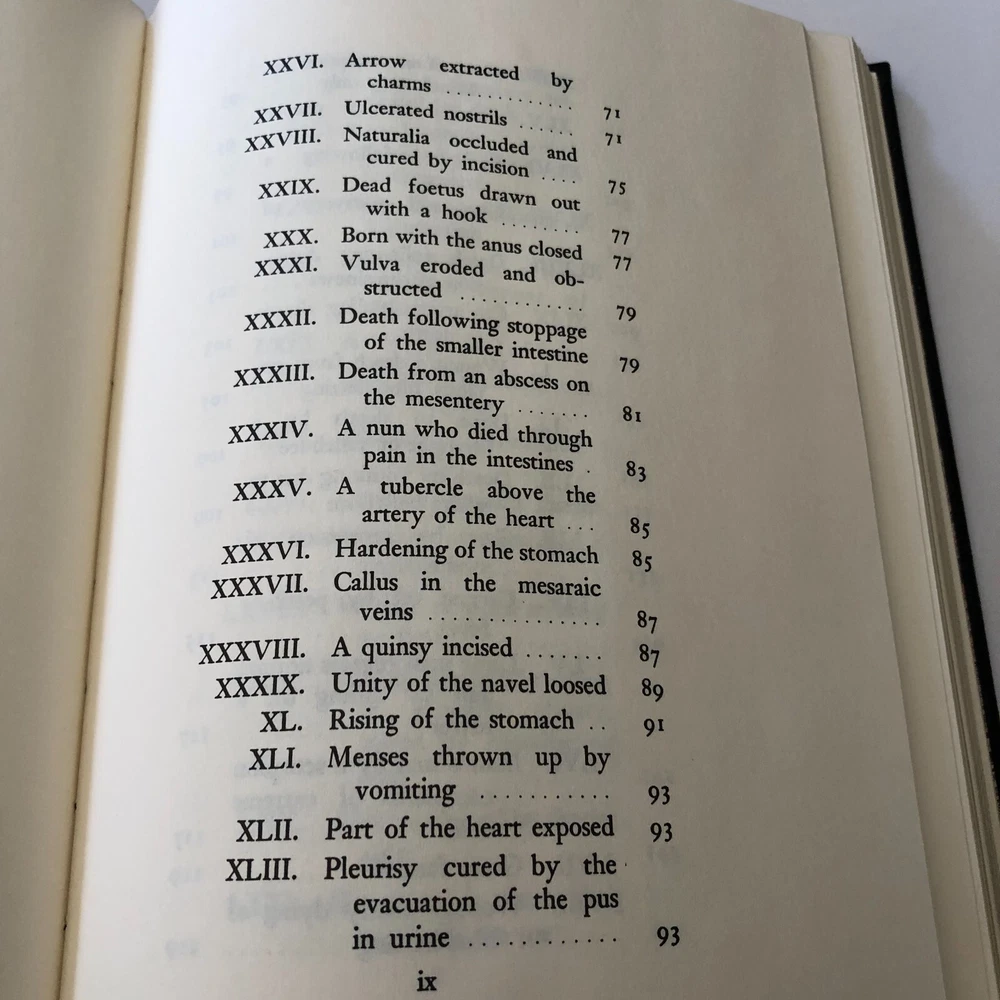 XXVI. Arrow extracted by
charms ............ 71
XXVII. Ulcerated nostrils ...... 71
XXVIII. Naturalia occluded and
cured by incision .... 75
XXIX. Dead foetus drawn out
with a hook ........ 77
XXX. Born with the anus closed 77
XXXI. Vulva eroded and ob-
structed ........... 79
XXXII. Death following stoppage
of the smaller intestine 79
XXXIII. Death from an abscess on
the mesentery ....... 81
XXXIV. A nun who died through
pain in the intestines . 83
XXXV. A tubercle above the
artery of the heart ... 85
XXXVI. Hardening of the stomach 85
XXXVII. Callus in the mesaraic
veins ............... 87
XXXVIII. A quinsy incised ....... 87
XXXIX. Unity of the navel loosed 89
XL. Rising of the stomach .. 91
XLI. Menses thrown up by
vomiting ........... 93
XLII. Part of the heart exposed 93
XLIII. Pleurisy cured by the
evacuation of the pus
in urine ............ 93
ix